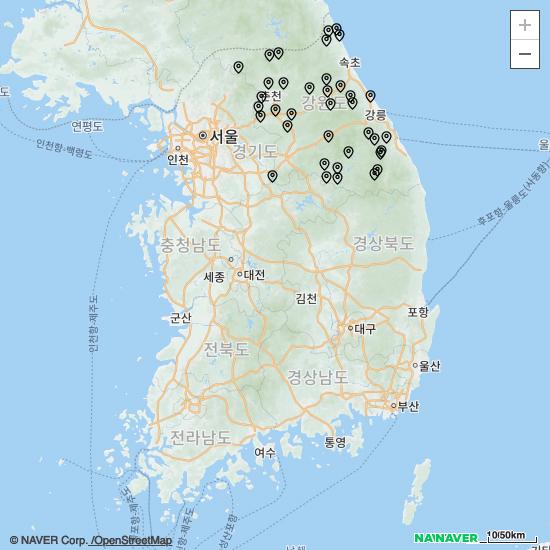 +
−
속초
춘천
강원도
강릉
연평도
서울
인천항-백령도
인천
경기도
울
후포항-울릉도(사동항)
충청남도
경상북도
세종
대전
김천
인천항-제주도
군산
포항
대구
전북도
울산
경상남도
부산
전라남도
여수
통영
© NAVER Corp. /OpenStreetMap
NA!NAVER
10|50km